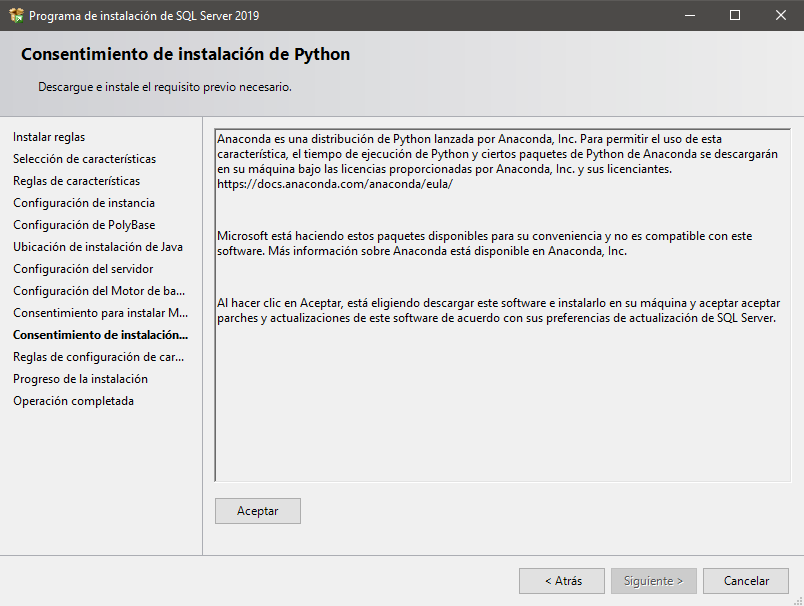 Programa de instalación de SQL Server 2019
Consentimiento de instalación de Python
Descargue e instale el requisito previo necesario.
Instalar reglas
Selección de características
Reglas de características
Configuración de instancia
Configuración de PolyBase
Ubicación de instalación de Java
Configuración del servidor
Configuración del Motor de ba...
Consentimiento para instalar M...
Consentimiento de instalación...
Reglas de configuración de car...
Progreso de la instalación
Operación completada
Anaconda es una distribución de Python lanzada por Anaconda, Inc. Para permitir el uso de esta
característica, el tiempo de ejecución de Python y ciertos paquetes de Python de Anaconda se descargarán
en su máquina bajo las licencias proporcionadas por Anaconda, Inc. y sus licenciantes.
https://docs.anaconda.com/anaconda/eula/
Microsoft está haciendo estos paquetes disponibles para su conveniencia y no es compatible con este
software. Más información sobre Anaconda está disponible en Anaconda, Inc.
Al hacer clic en Aceptar, está eligiendo descargar este software e instalarlo en su máquina y aceptar aceptar
parches y actualizaciones de este software de acuerdo con sus preferencias de actualización de SQL Server.
Aceptar
< Atrás
Siguiente >
Cancelar